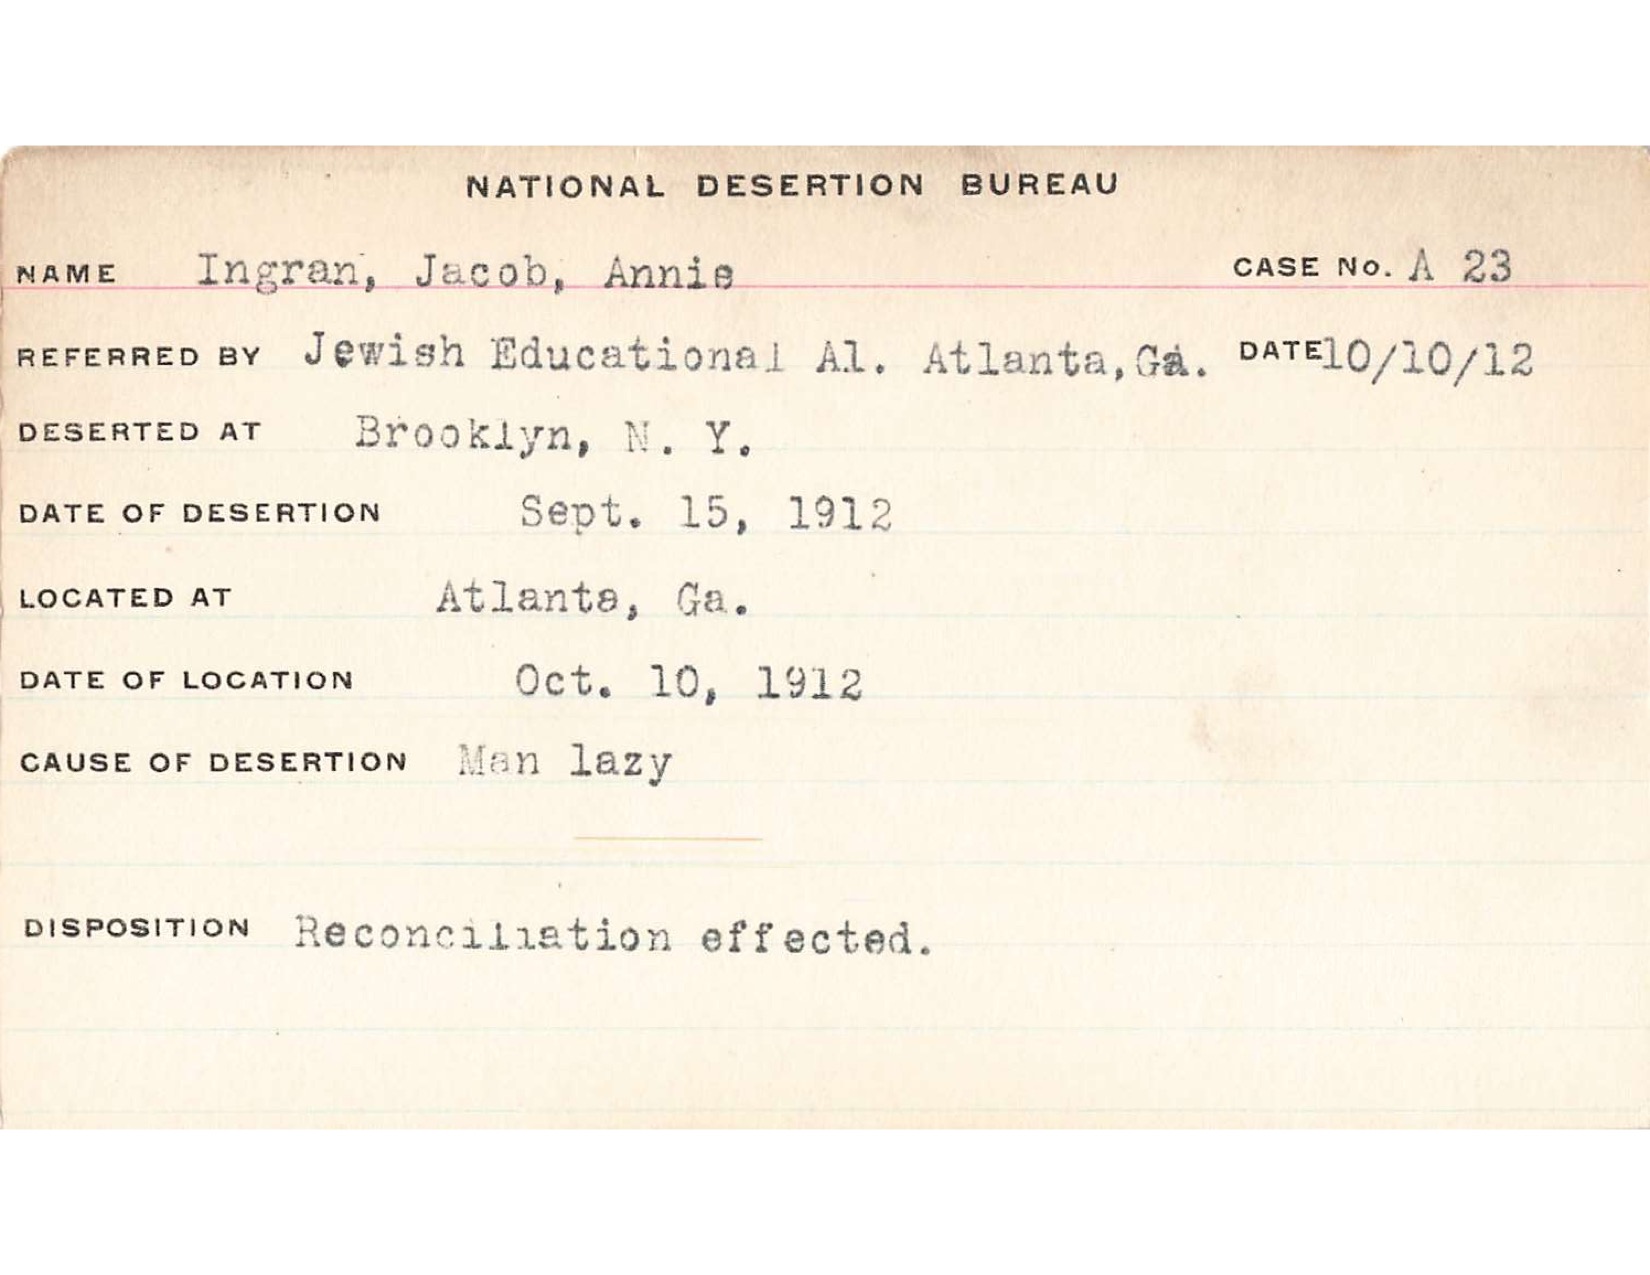 NATIONAL DESERTION BUREAU
NAME Ingran, Jacob, Annie CASE No. A 23
REFERRED BY Jewish Educational Al. Atlanta,Ga. DATE 10/10/12
DESERTED AT Brooklyn, N. Y.
DATE OF DESERTION Sept. 15, 1912
LOCATED AT Atlanta, Ga.
DATE OF LOCATION Oct. 10, 1912
CAUSE OF DESERTION Man lazy
DISPOSITION Reconciliation effected.